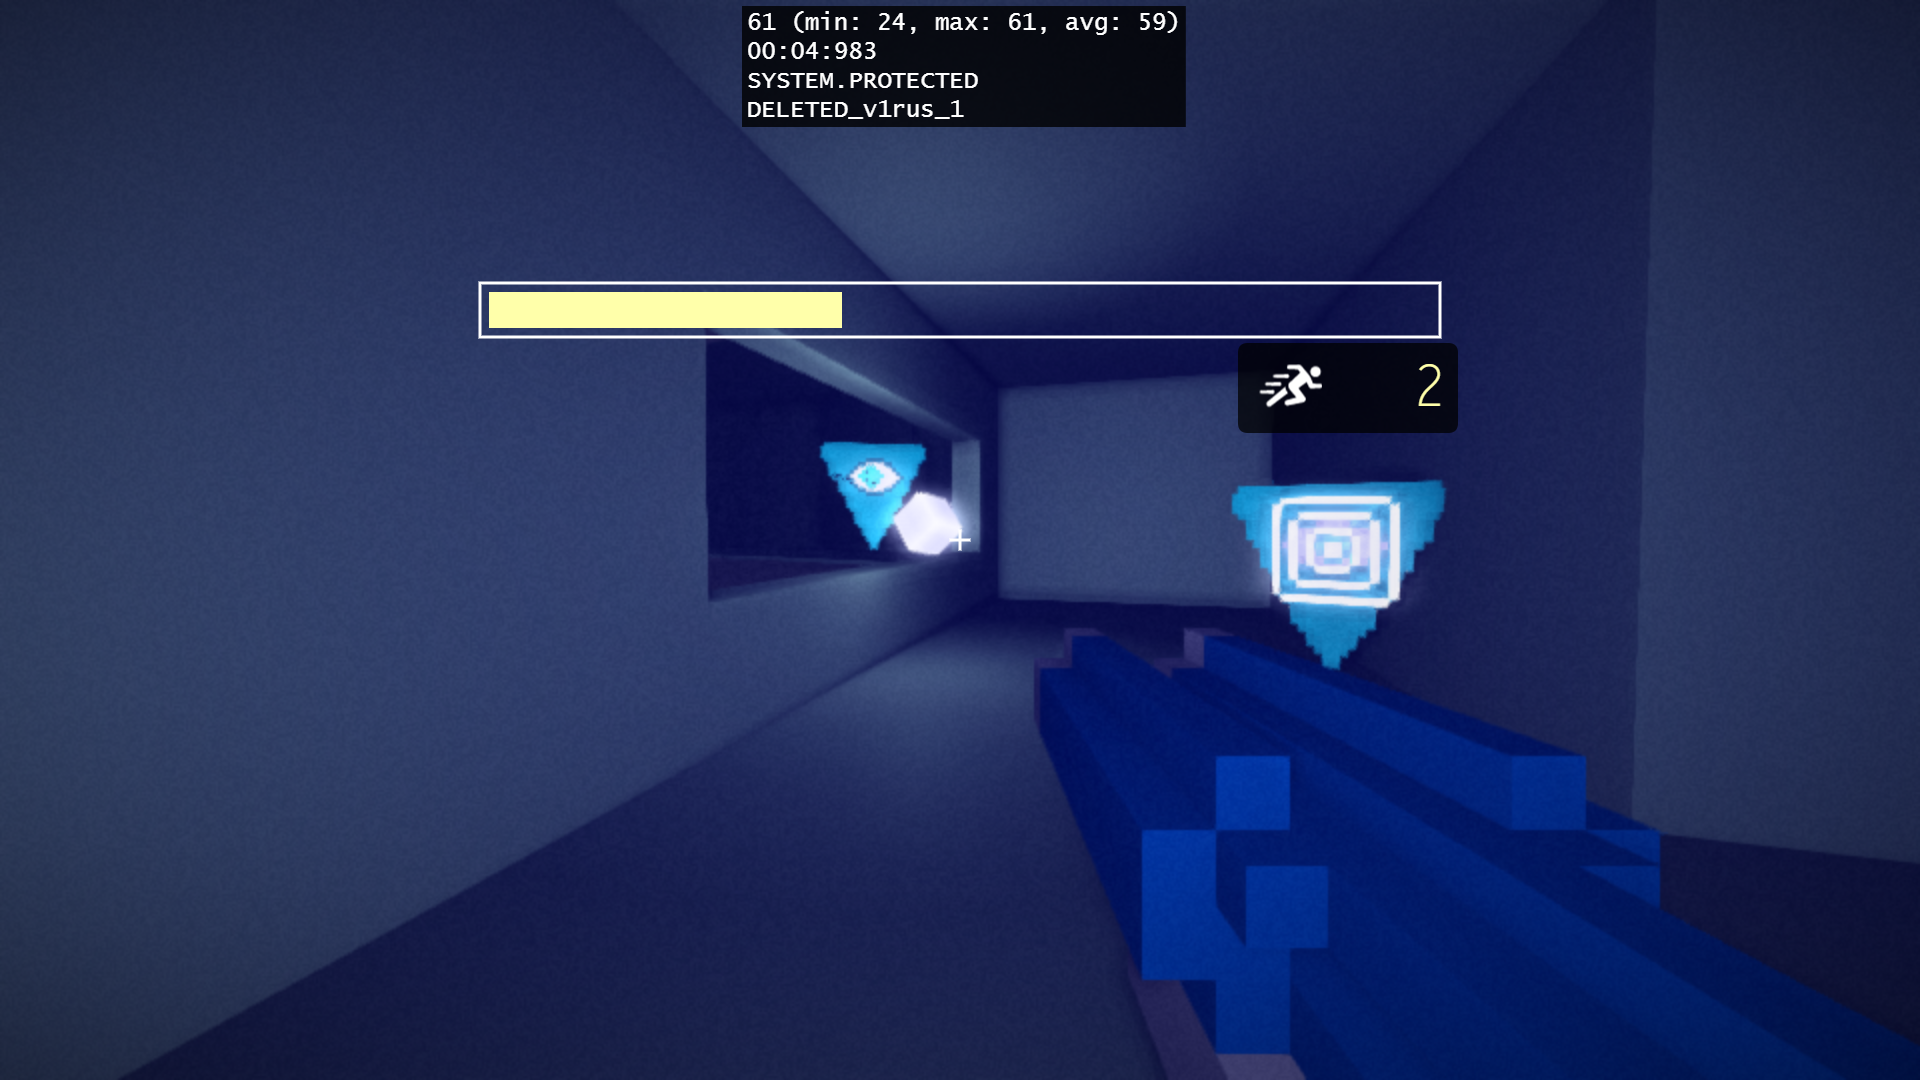 61 (min: 24, max: 61, avg: 59)
00:04:983
SYSTEM.PROTECTED
DELETED_v1rus_1
2